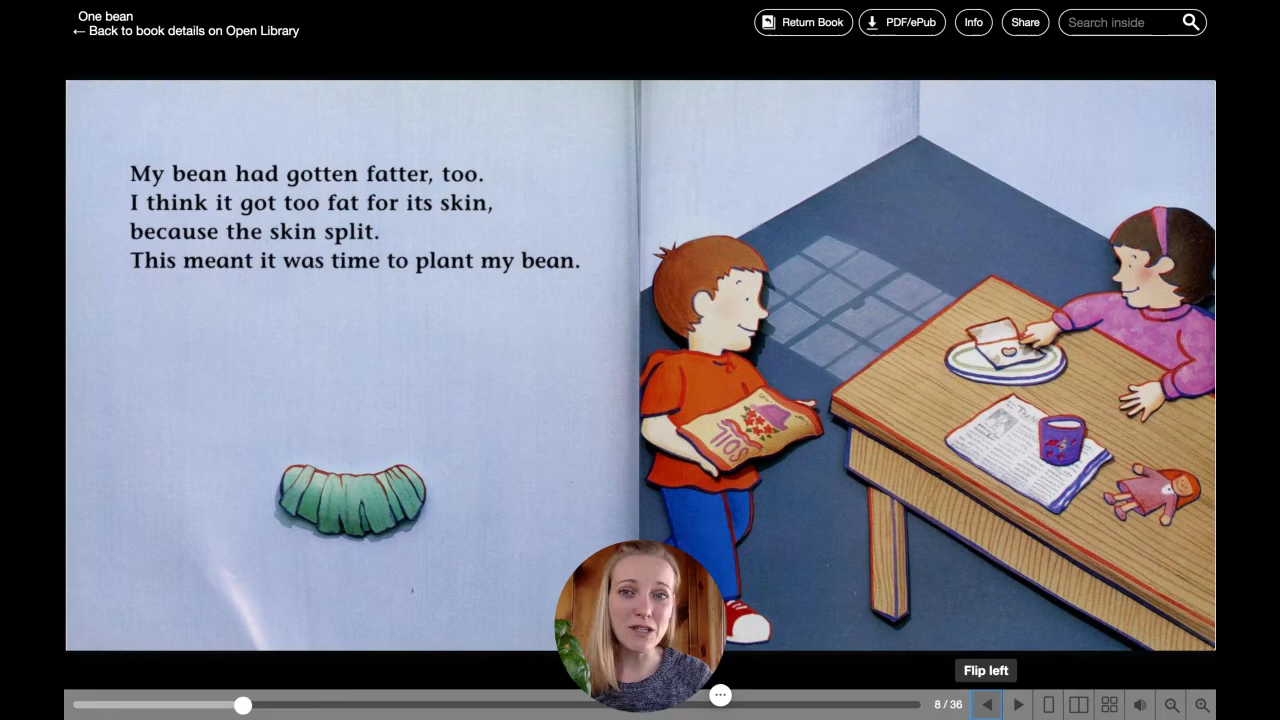 One bean
← Back to book details on Open Library
Return Book
PDF/ePub
Info
Share
Search inside
My bean had gotten fatter, too.
I think it got too fat for its skin,
because the skin split.
This meant it was time to plant my bean.
SOIL
Flip left
8 / 36